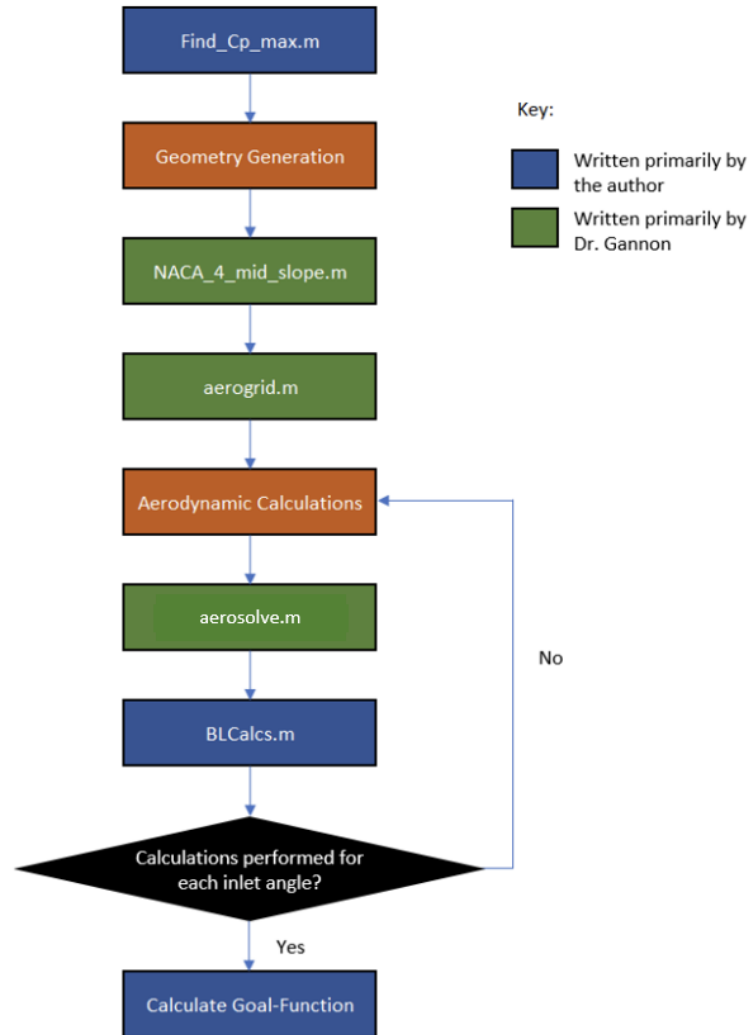 Find_Cp_max.m
Key:
Geometry Generation
Written primarily by
the author
Written primarily by
Dr. Gannon
NACA_4_mid_slope.m
aerogrid.m
Aerodynamic Calculations
aerosolve.m
No
BLCalcs.m
Calculations performed for
each inlet angle?
Yes
Calculate Goal-Function